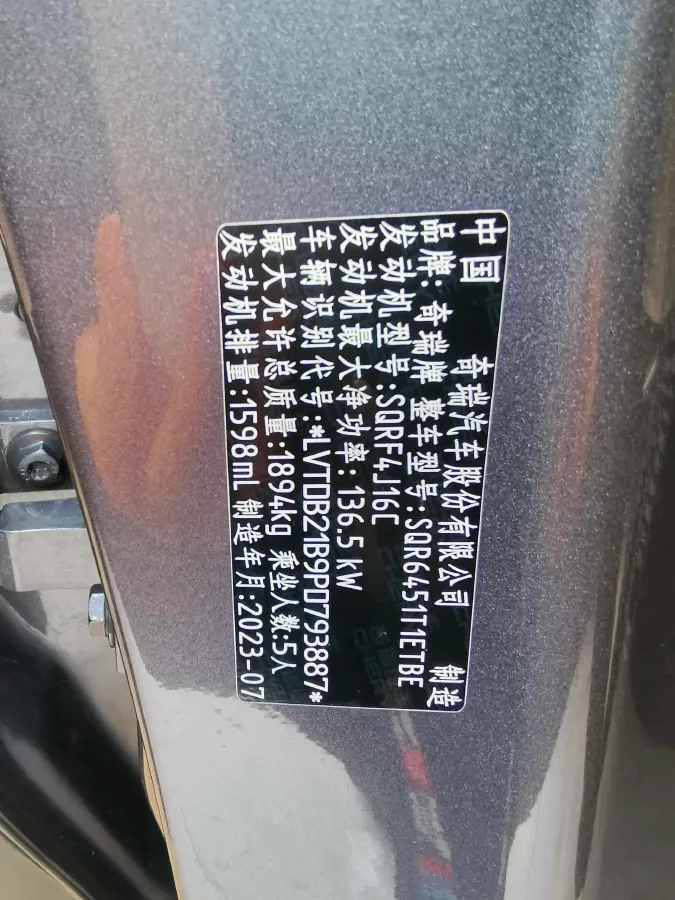 中国 奇瑞汽车股份有限公司 制造
品牌: 奇瑞牌 整车型号:SQR6451T1ETBE
发动机型号:SQRF4J16C
发动机最大净功率: 136.5 kW
车辆识别代号:*LVTDB21B9PD793887*
最大允许总质量:1894kg 乘坐人数:5人
发动机排量:1598mL 制造年月:2023-07